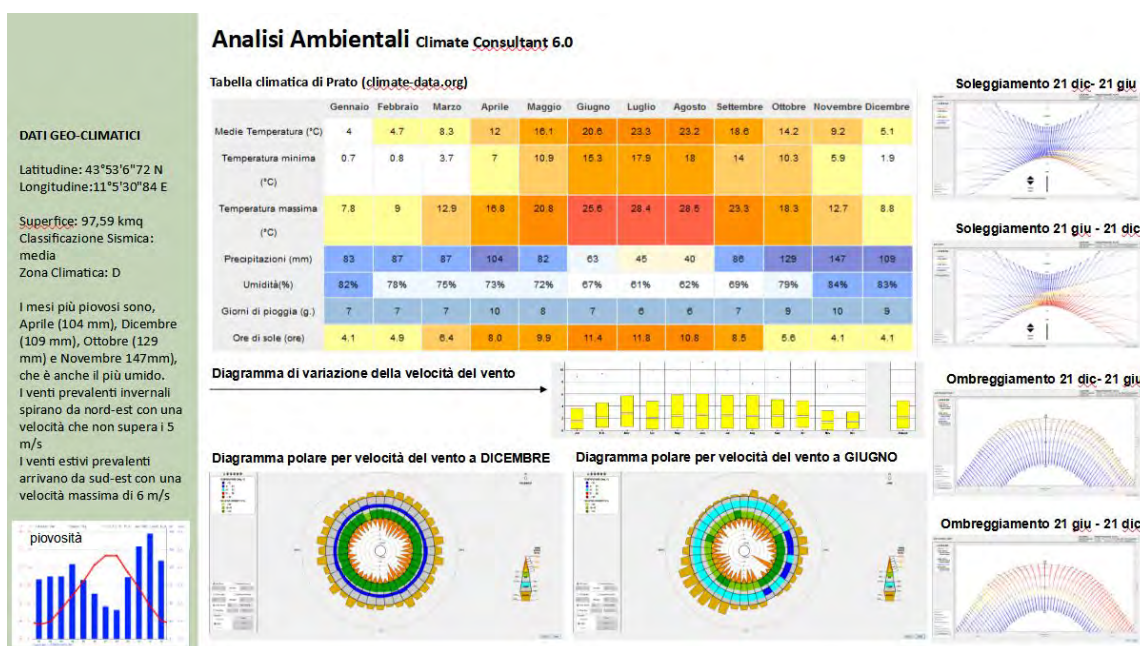 Analisi Ambientali Climate Consultant 6.0
DATI GEO-CLIMATICI
Latitudine: 43°53'6"72 N
Longitudine:11°5'30"84 E
Superfice: 97,59 kmq
Classificazione Sismica:
media
Zona Climatica: D
I mesi più piovosi sono,
Aprile (104 mm), Dicembre
(109 mm), Ottobre (129
mm) e Novembre 147mm),
che è anche il più umido.
I venti prevalenti invernali
spirano da nord-est con una
velocità che non supera i 5
m/s
I venti estivi prevalenti
arrivano da sud-est con una
velocità massima di 6 m/s
piovosità
Tabella climatica di Prato (climate-data.org)
Gennaio Febbraio Marzo Aprile Maggio Giugno Luglio Agosto Settembre Ottobre Novembre Dicembre
Medie Temperatura (°C) 4 4.7 8.3 12 16.1 20.6 23.3 23.2 18.6 14.2 9.2 5.1
Temperatura minima (°C) 0.7 0.8 3.7 7 10.9 15.3 17.9 18 14 10.3 5.9 1.9
Temperatura massima (°C) 7.8 9 12.9 16.8 20.8 25.6 28.4 28.5 23.3 18.3 12.7 8.8
Precipitazioni (mm) 83 87 87 104 82 63 45 40 86 129 147 109
Umidità(%) 82% 78% 75% 73% 72% 67% 61% 62% 69% 79% 84% 83%
Giorni di pioggia (g.) 7 7 7 10 8 7 6 6 7 9 10 9
Ore di sole (ore) 4.1 4.9 6.4 8.0 9.9 11.4 11.8 10.8 8.5 5.6 4.1 4.1
Diagramma di variazione della velocità del vento
Diagramma polare per velocità del vento a DICEMBRE
Diagramma polare per velocità del vento a GIUGNO
Soleggiamento 21 dic- 21 giu
Soleggiamento 21 giu - 21 dic
Ombreggiamento 21 dic- 21 giu
Ombreggiamento 21 giu - 21 dic